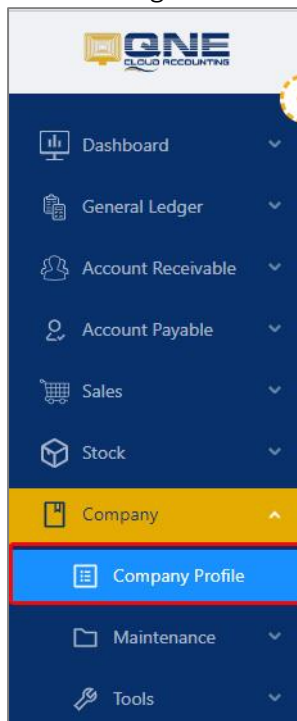 QNE
CLOUD ACCOUNTING
Dashboard
General Ledger
Account Receivable
Account Payable
Sales
Stock
Company
Company Profile
Maintenance
Tools